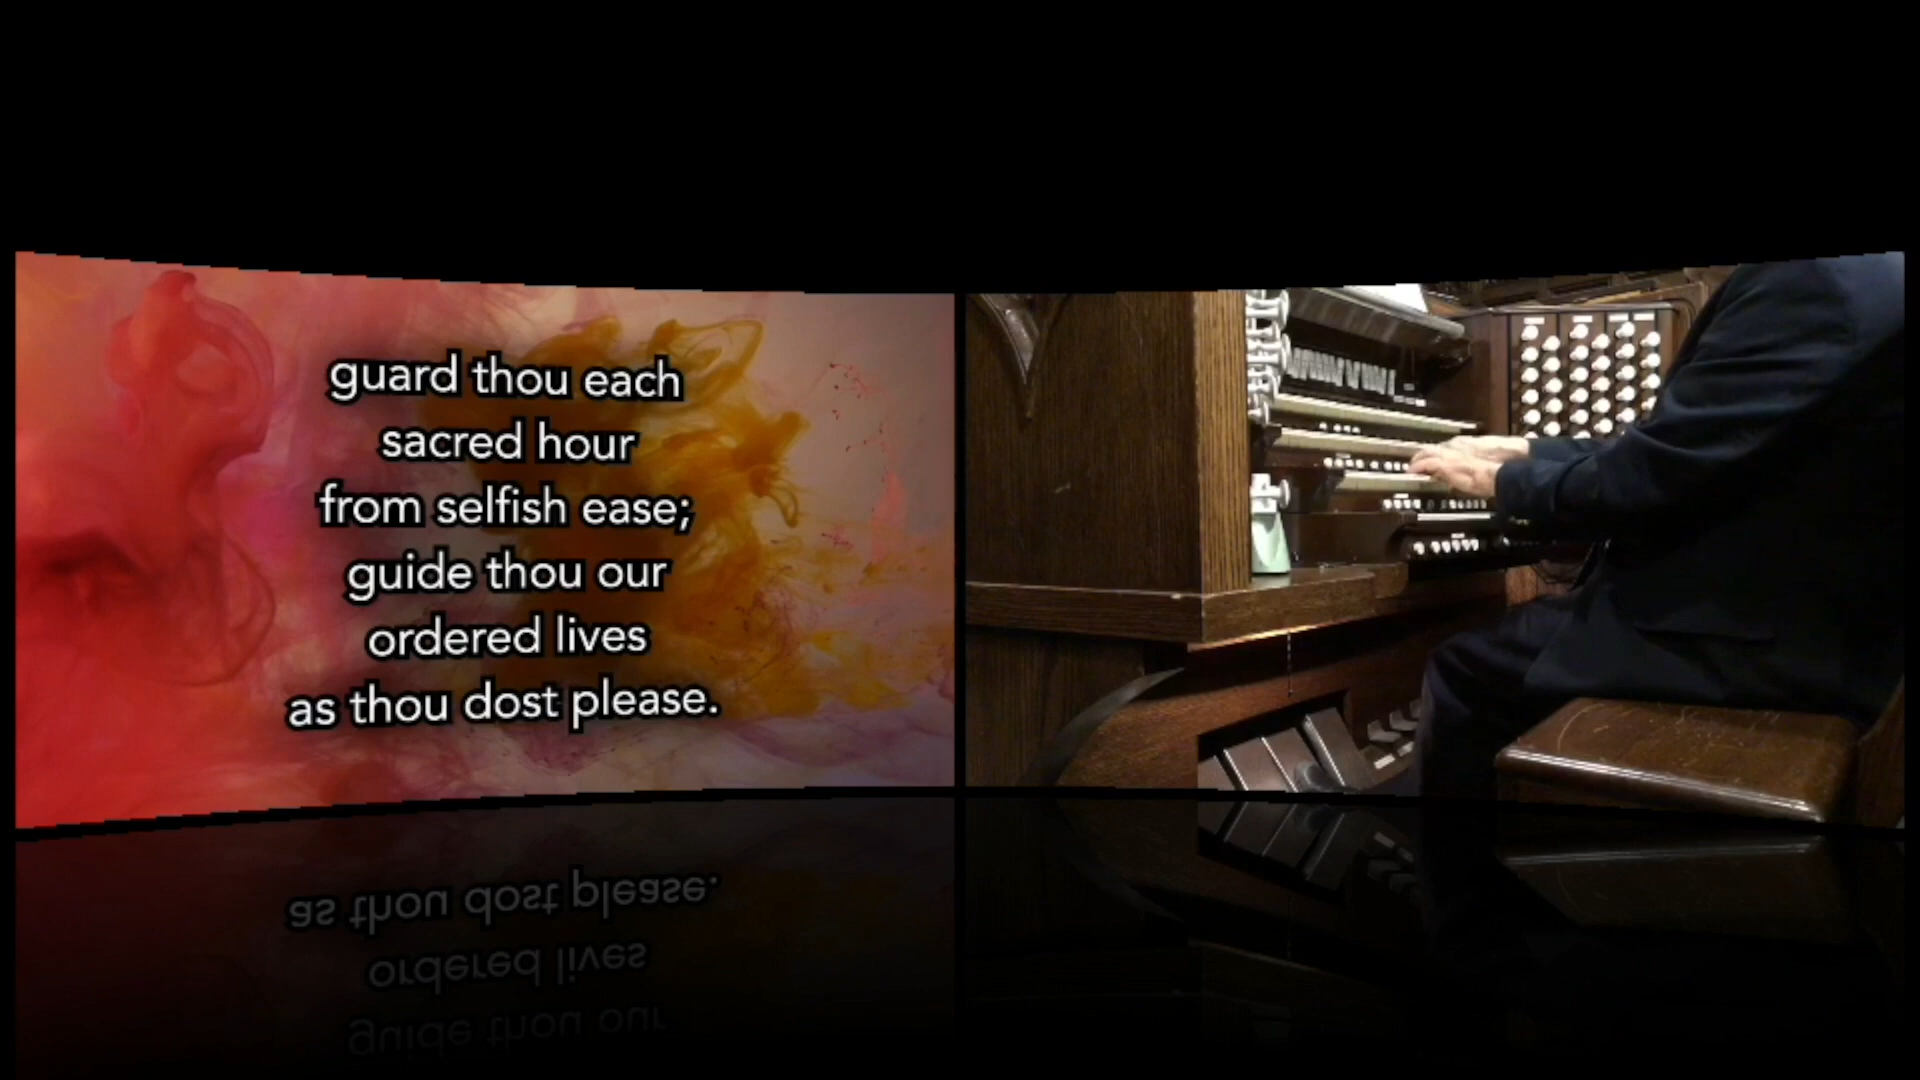 guard thou each
sacred hour
from selfish ease;
guide thou our
ordered lives
as thou dost please.